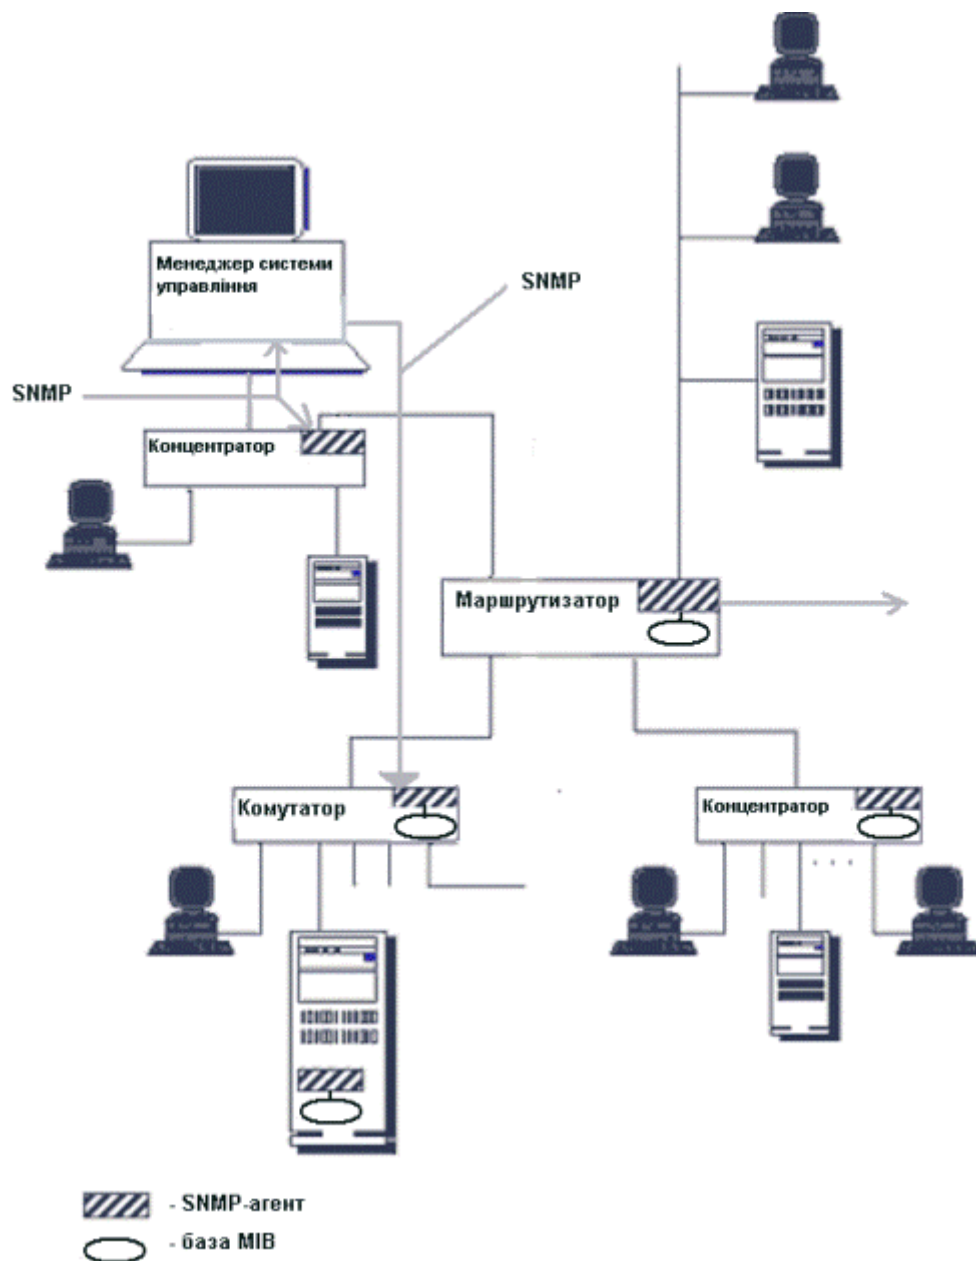 Менеджер системи
управління
SNMP
SNMP
Концентратор
Маршрутизатор
Комутатор
Концентратор
- SNMP-агент
- база MIB